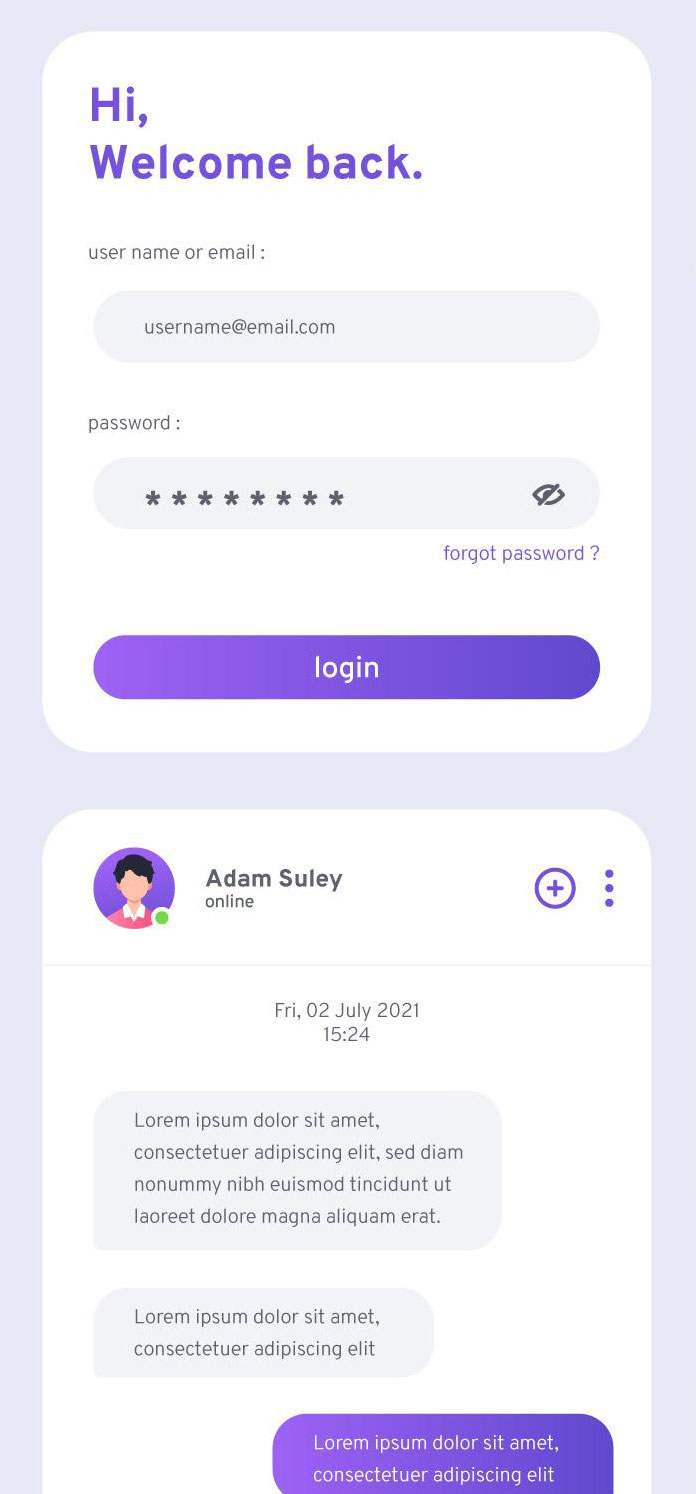 Hi,
Welcome back.
user name or email :
username@email.com
password :
* * * * * * * *
forgot password ?
login
Adam Suley
online
Fri, 02 July 2021
15:24
Lorem ipsum dolor sit amet,
consectetuer adipiscing elit, sed diam
nonummy nibh euismod tincidunt ut
laoreet dolore magna aliquam erat.
Lorem ipsum dolor sit amet,
consectetuer adipiscing elit
Lorem ipsum dolor sit amet,
consectetuer adipiscing elit